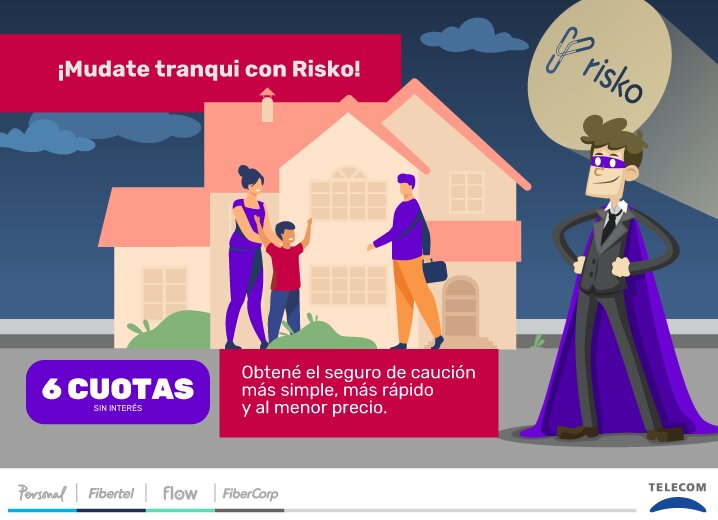 ¡Mudate tranqui con Risko!
risko
6 CUOTAS
SIN INTERÉS
Obtené el seguro de caución
más simple, más rápido
y al menor precio.
Personal
Fibertel
flow
FiberCorp
TELECOM